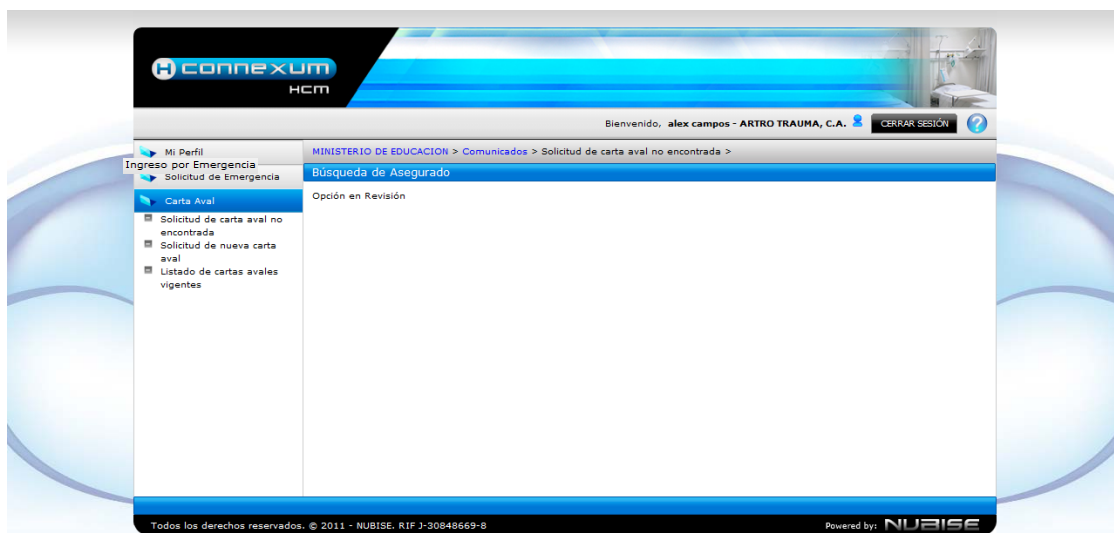 H connexum
HCM
Bienvenido, alex campos - ARTRO TRAUMA, C.A. CERRAR SESIÓN ?
Mi Perfil
Ingreso por Emergencia
Solicitud de Emergencia
Carta Aval
Solicitud de carta aval no
encontrada
Solicitud de nueva carta
aval
Listado de cartas avales
vigentes
MINISTERIO DE EDUCACION > Comunicados > Solicitud de carta aval no encontrada >
Búsqueda de Asegurado
Opción en Revisión
Todos los derechos reservados. © 2011 - NUBISE. RIF J-30848669-8
Powered by: NUBISE